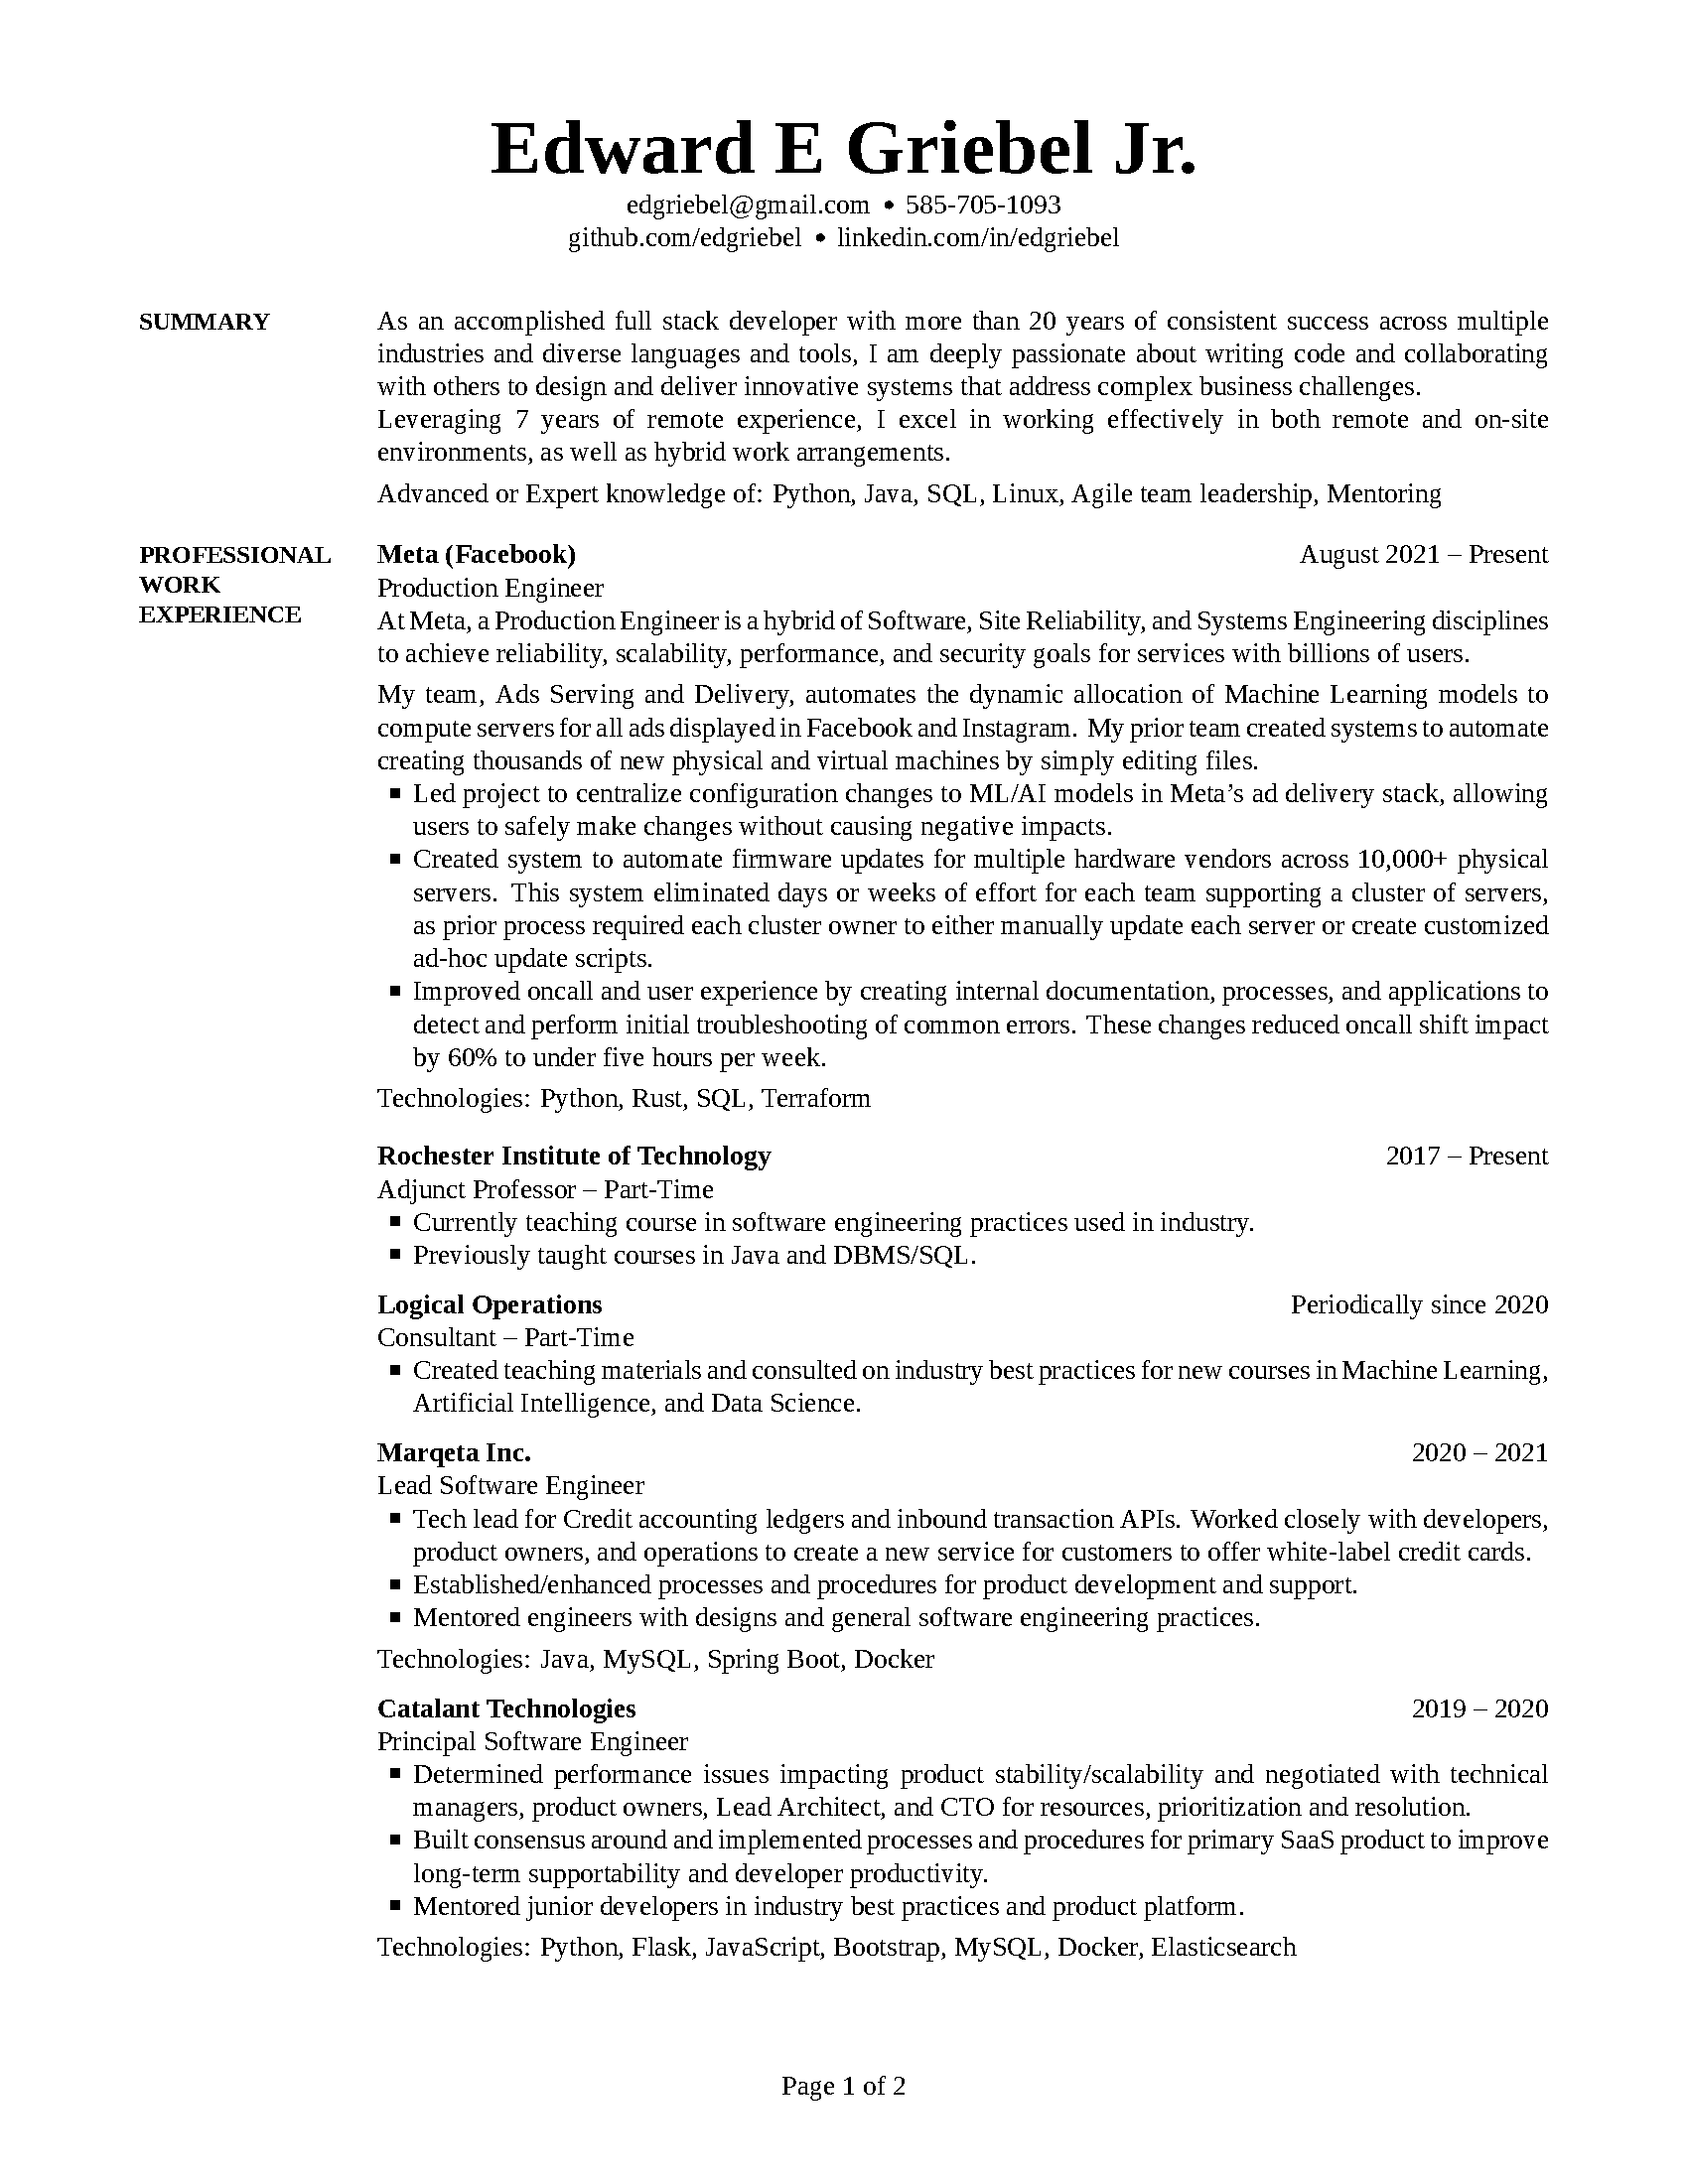 Edward E Griebel Jr.
edgriebel@gmail.com • 585-705-1093
github.com/edgriebel • linkedin.com/in/edgriebel
SUMMARY
As an accomplished full stack developer with more than 20 years of consistent success across multiple
industries and diverse languages and tools, I am deeply passionate about writing code and collaborating
with others to design and deliver innovative systems that address complex business challenges.
Leveraging 7 years of remote experience, I excel in working effectively in both remote and on-site
environments, as well as hybrid work arrangements.
Advanced or Expert knowledge of: Python, Java, SQL, Linux, Agile team leadership, Mentoring
PROFESSIONAL
WORK
EXPERIENCE
Meta (Facebook) August 2021 – Present
Production Engineer
At Meta, a Production Engineer is a hybrid of Software, Site Reliability, and Systems Engineering disciplines
to achieve reliability, scalability, performance, and security goals for services with billions of users.
My team, Ads Serving and Delivery, automates the dynamic allocation of Machine Learning models to
compute servers for all ads displayed in Facebook and Instagram. My prior team created systems to automate
creating thousands of new physical and virtual machines by simply editing files.
▪ Led project to centralize configuration changes to ML/AI models in Meta’s ad delivery stack, allowing
users to safely make changes without causing negative impacts.
▪ Created system to automate firmware updates for multiple hardware vendors across 10,000+ physical
servers. This system eliminated days or weeks of effort for each team supporting a cluster of servers,
as prior process required each cluster owner to either manually update each server or create customized
ad-hoc update scripts.
▪ Improved oncall and user experience by creating internal documentation, processes, and applications to
detect and perform initial troubleshooting of common errors. These changes reduced oncall shift impact
by 60% to under five hours per week.
Technologies: Python, Rust, SQL, Terraform
Rochester Institute of Technology 2017 – Present
Adjunct Professor – Part-Time
▪ Currently teaching course in software engineering practices used in industry.
▪ Previously taught courses in Java and DBMS/SQL.
Logical Operations Periodically since 2020
Consultant – Part-Time
▪ Created teaching materials and consulted on industry best practices for new courses in Machine Learning,
Artificial Intelligence, and Data Science.
Marqeta Inc. 2020 – 2021
Lead Software Engineer
▪ Tech lead for Credit accounting ledgers and inbound transaction APIs. Worked closely with developers,
product owners, and operations to create a new service for customers to offer white-label credit cards.
▪ Established/enhanced processes and procedures for product development and support.
▪ Mentored engineers with designs and general software engineering practices.
Technologies: Java, MySQL, Spring Boot, Docker
Catalant Technologies 2019 – 2020
Principal Software Engineer
▪ Determined performance issues impacting product stability/scalability and negotiated with technical
managers, product owners, Lead Architect, and CTO for resources, prioritization and resolution.
▪ Built consensus around and implemented processes and procedures for primary SaaS product to improve
long-term supportability and developer productivity.
▪ Mentored junior developers in industry best practices and product platform.
Technologies: Python, Flask, JavaScript, Bootstrap, MySQL, Docker, Elasticsearch
Page 1 of 2